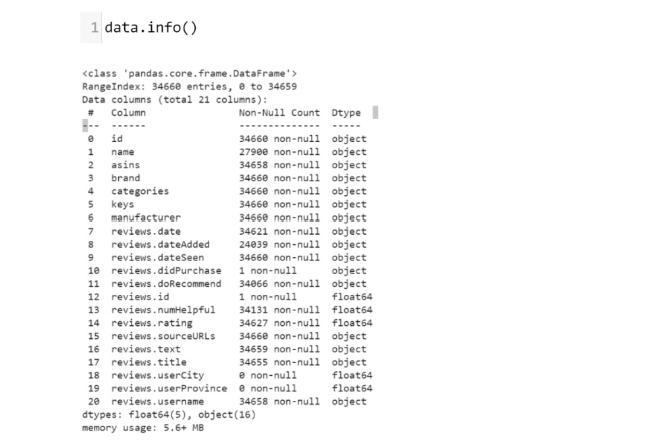 1 data.info()
<class 'pandas.core.frame.DataFrame'>
RangeIndex: 34660 entries, 0 to 34659
Data columns (total 21 columns):
#   Column   Non-Null Count   Dtype
---   ------   --------------   -----
0   id   34660 non-null   object
1   name   27900 non-null   object
2   asins   34658 non-null   object
3   brand   34660 non-null   object
4   categories   34660 non-null   object
5   keys   34660 non-null   object
6   manufacturer   34660 non-null   object
7   reviews.date   34621 non-null   object
8   reviews.dateAdded   24039 non-null   object
9   reviews.dateSeen   34660 non-null   object
10   reviews.didPurchase   1 non-null   object
11   reviews.doRecommend   34066 non-null   object
12   reviews.id   1 non-null   float64
13   reviews.numHelpful   34131 non-null   float64
14   reviews.rating   34627 non-null   float64
15   reviews.sourceURLs   34660 non-null   object
16   reviews.text   34659 non-null   object
17   reviews.title   34655 non-null   object
18   reviews.userCity   0 non-null   float64
19   reviews.userProvince   0 non-null   float64
20   reviews.username   34658 non-null   object
dtypes: float64(5), object(16)
memory usage: 5.6+ MB